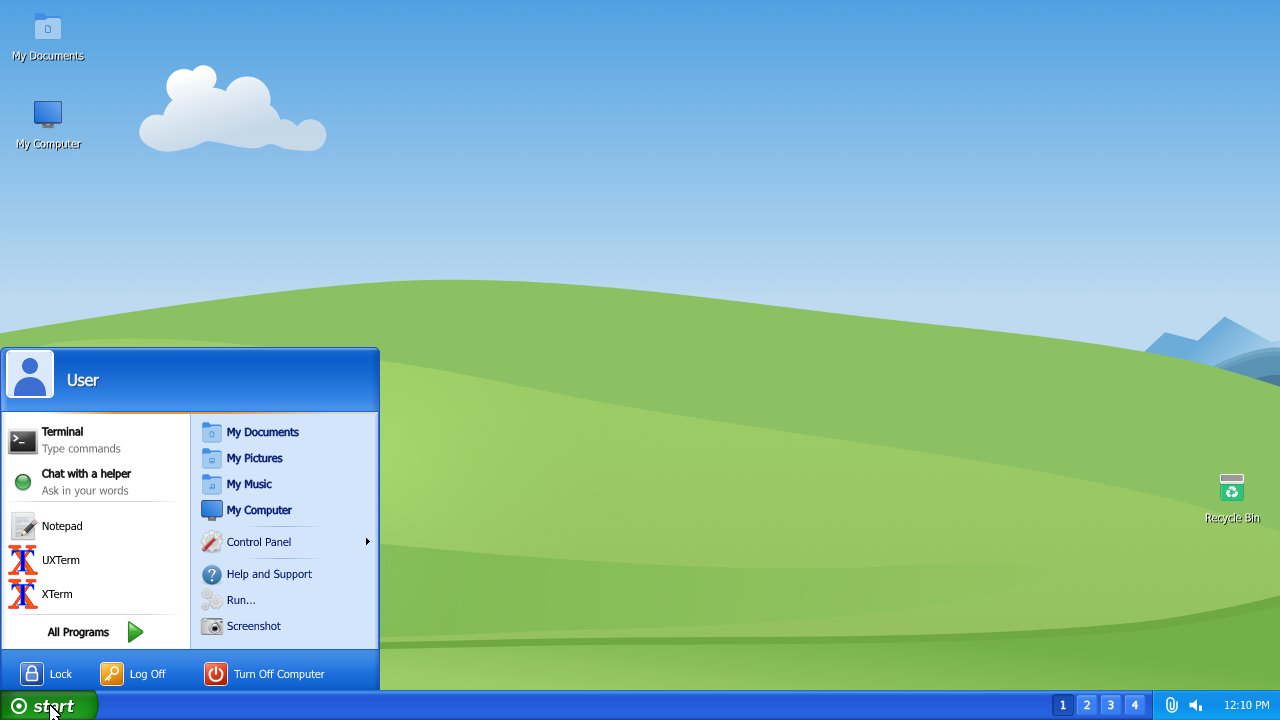 My Documents
My Computer
User
Terminal
Type commands
Chat with a helper
Ask in your words
Notepad
UXTerm
XTerm
All Programs
My Documents
My Pictures
My Music
My Computer
Control Panel
Help and Support
Run...
Screenshot
Lock
Log Off
Turn Off Computer
Recycle Bin
start
1 2 3 4
12:10 PM